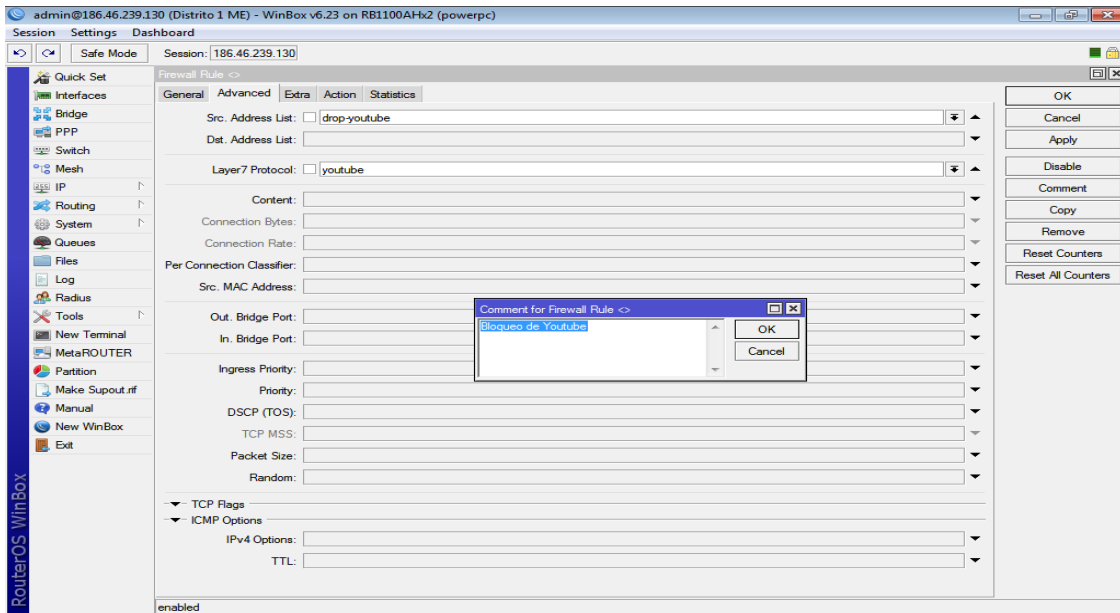 admin@186.46.239.130 (Distrito 1 ME) - WinBox v6.23 on RB1100AHx2 (powerpc)
Session Settings Dashboard
Safe Mode Session: 186.46.239.130
Quick Set
Interfaces
Bridge
PPP
Switch
Mesh
IP
Routing
System
Queues
Files
Log
Radius
Tools
New Terminal
MetaROUTER
Partition
Make Supout.rif
Manual
New WinBox
Exit
RouterOS WinBox
Firewall Rule <>
General Advanced Extra Action Statistics
Src. Address List: drop-youtube
Dst. Address List:
Layer7 Protocol: youtube
Content:
Connection Bytes:
Connection Rate:
Per Connection Classifier:
Src. MAC Address:
Out. Bridge Port:
In. Bridge Port:
Ingress Priority:
Priority:
DSCP (TOS):
TCP MSS:
Packet Size:
Random:
TCP Flags
ICMP Options
IPv4 Options:
TTL:
enabled
Comment for Firewall Rule <>
Bloqueo de Youtube
OK
Cancel
OK
Cancel
Apply
Disable
Comment
Copy
Remove
Reset Counters
Reset All Counters